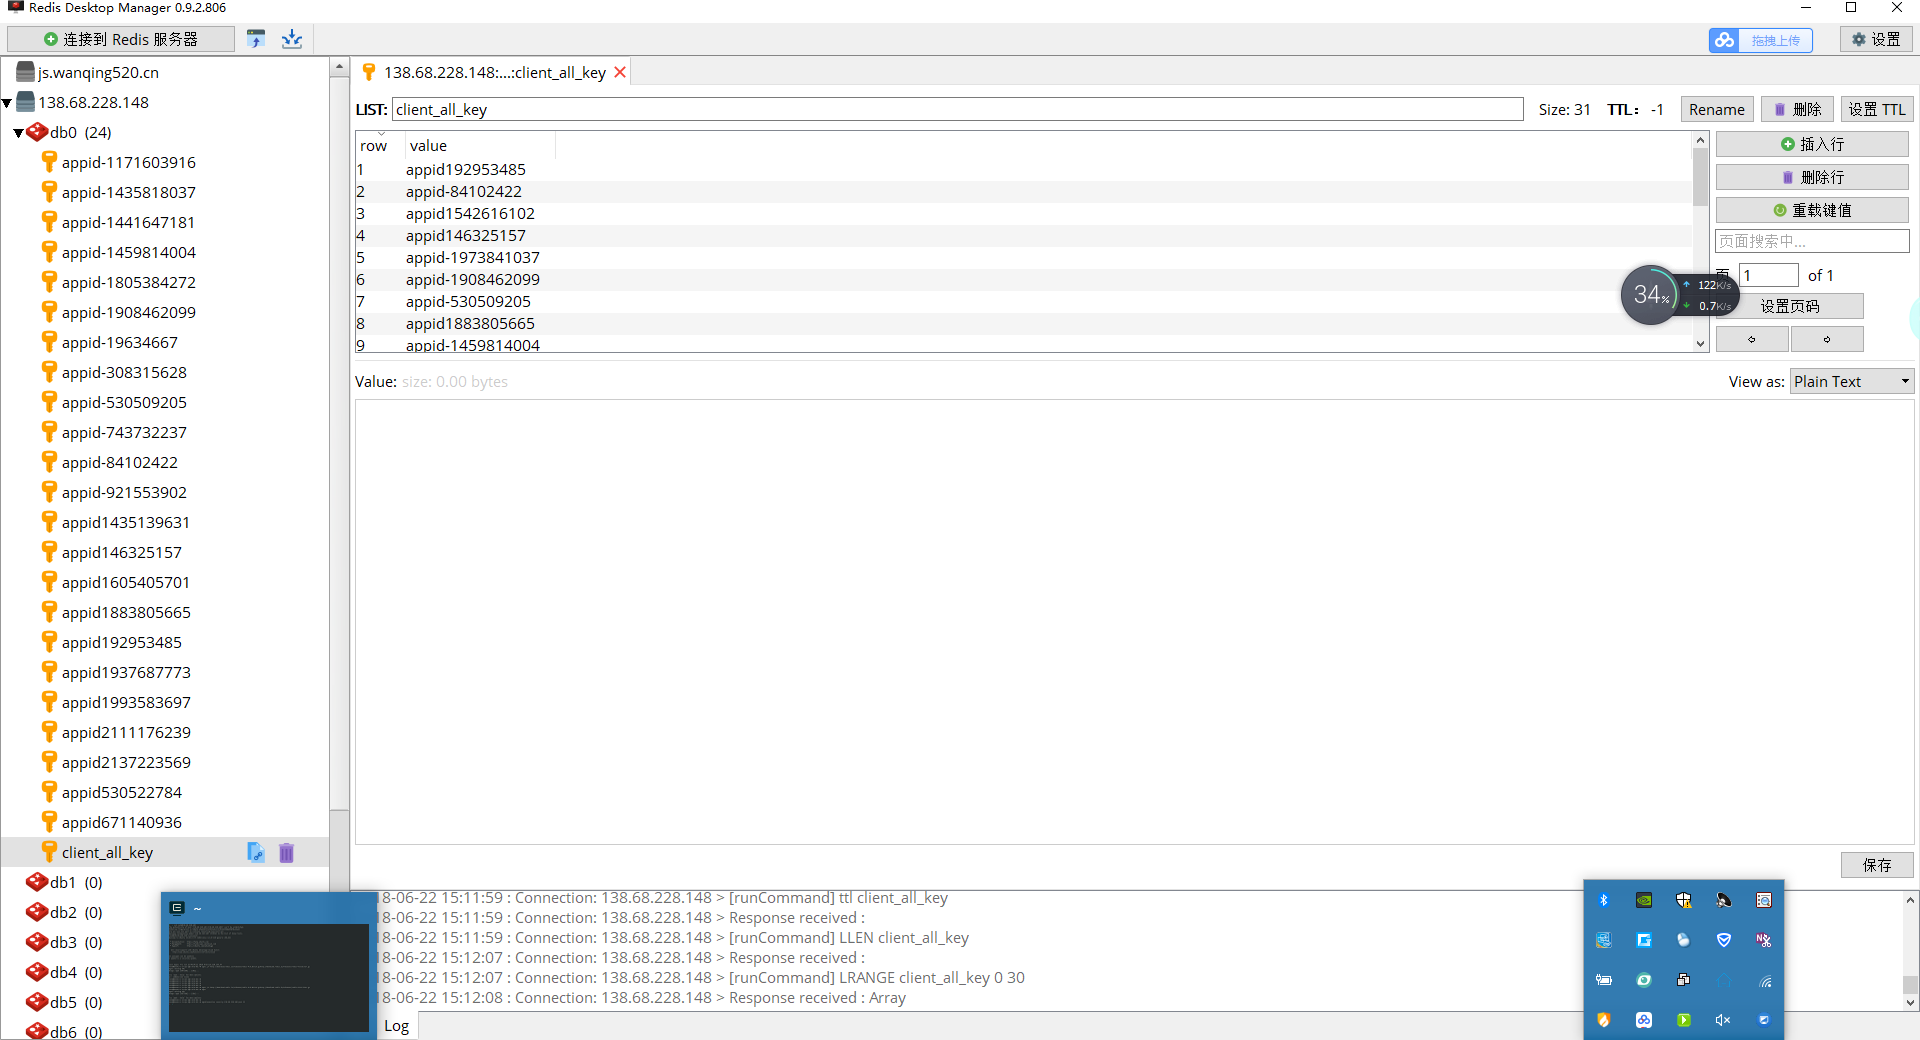 Redis Desktop Manager 0.9.2.806
连接到 Redis 服务器
拖拽上传
设置
js.wanqing520.cn
138.68.228.148
db0 (24)
appid-1171603916
appid-1435818037
appid-1441647181
appid-1459814004
appid-1805384272
appid-1908462099
appid-19634667
appid-308315628
appid-530509205
appid-743732237
appid-84102422
appid-921553902
appid1435139631
appid146325157
appid1605405701
appid1883805665
appid192953485
appid1937687773
appid1993583697
appid2111176239
appid2137223569
appid530522784
appid671140936
client_all_key
db1 (0)
db2 (0)
db3 (0)
db4 (0)
db5 (0)
db6 (0)
138.68.228.148:...:client_all_key
LIST: client_all_key Size: 31 TTL: -1 Rename 删除 设置 TTL
row value
1 appid192953485
2 appid-84102422
3 appid1542616102
4 appid146325157
5 appid-1973841037
6 appid-1908462099
7 appid-530509205
8 appid1883805665
9 appid-1459814004
插入行
删除行
重载键值
页面搜索中...
页 1 of 1
设置页码
34% 122K/s
0.7K/s
Value: size: 0.00 bytes
View as: Plain Text
保存
~
8-06-22 15:11:59 : Connection: 138.68.228.148 > [runCommand] ttl client_all_key
8-06-22 15:11:59 : Connection: 138.68.228.148 > Response received :
8-06-22 15:11:59 : Connection: 138.68.228.148 > [runCommand] LLEN client_all_key
8-06-22 15:12:07 : Connection: 138.68.228.148 > Response received :
8-06-22 15:12:07 : Connection: 138.68.228.148 > [runCommand] LRANGE client_all_key 0 30
8-06-22 15:12:08 : Connection: 138.68.228.148 > Response received : Array
Log